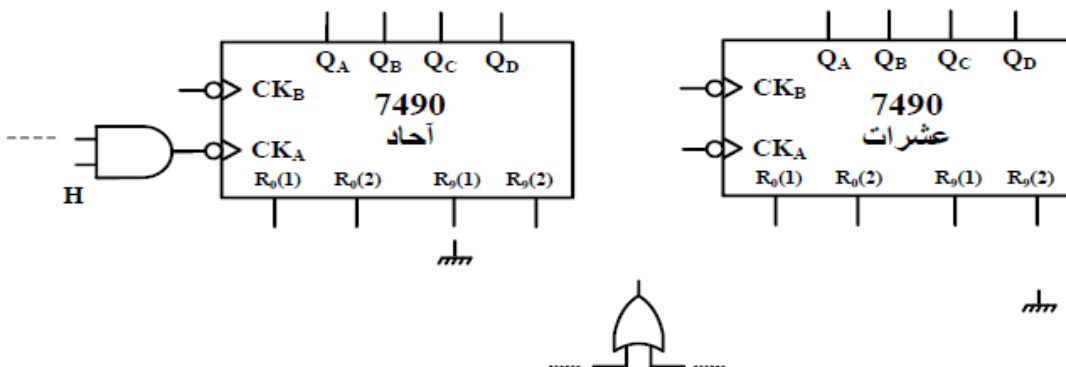 QA QB QC QD
CKB
7490
آحاد
CKA
H
R0(1) R0(2) R9(1) R9(2)
QA QB QC QD
CKB
7490
عشرات
CKA
R0(1) R0(2) R9(1) R9(2)